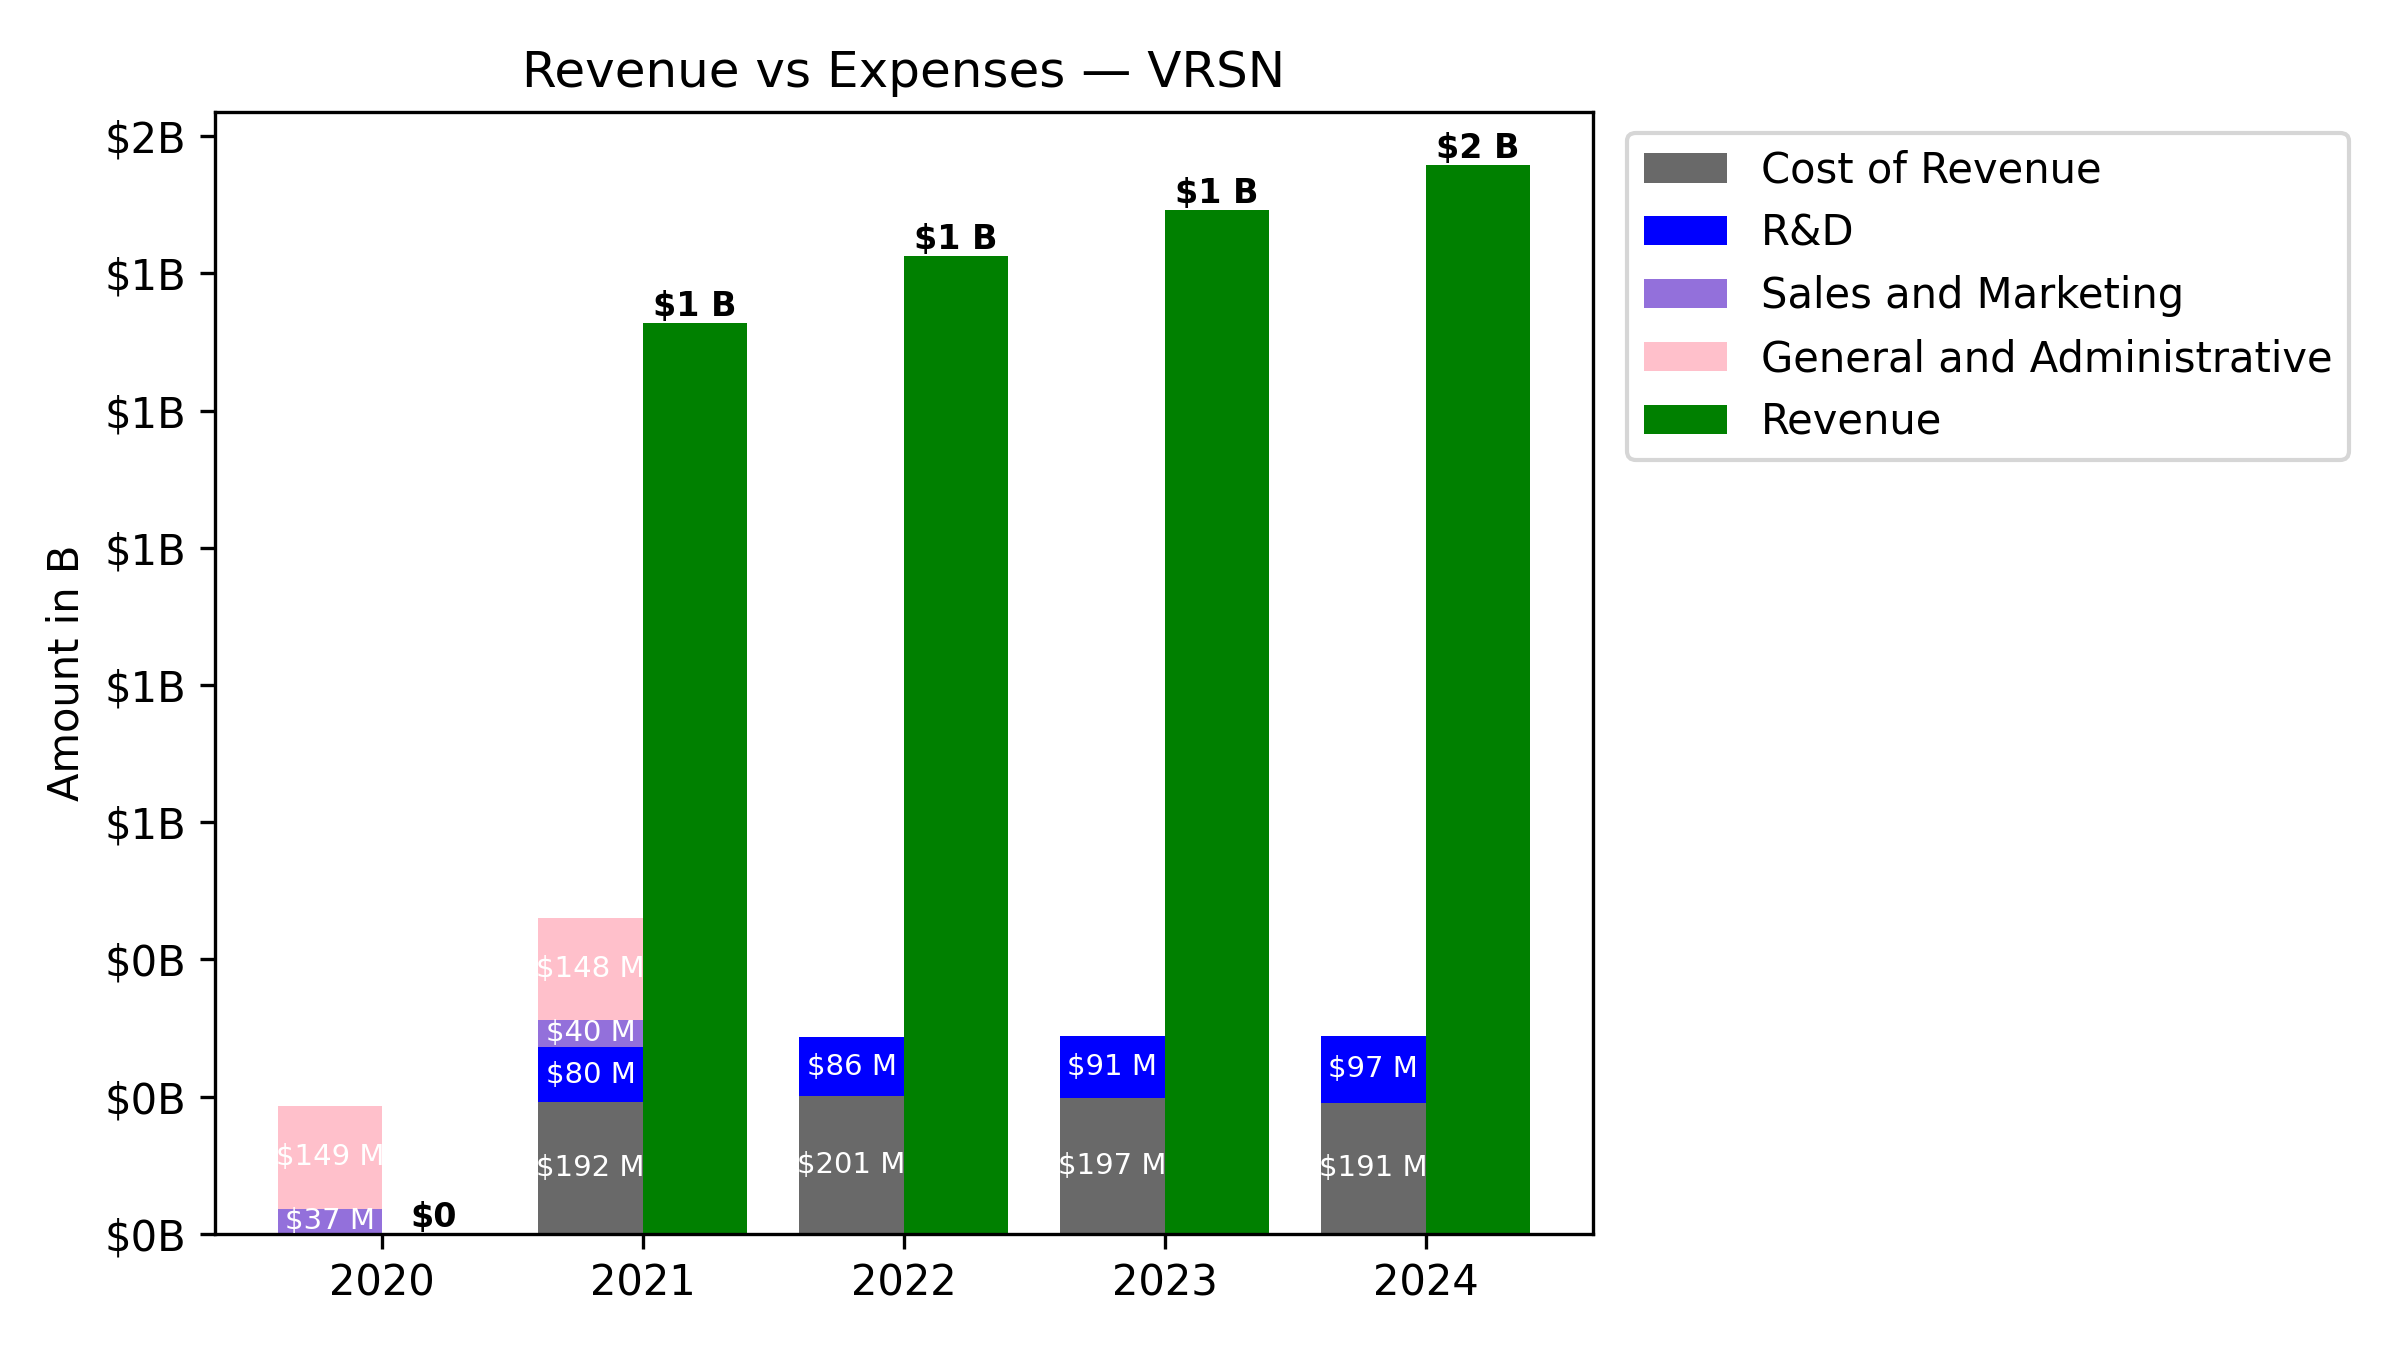 Revenue vs Expenses — VRSN
Amount in B
$2B
$1B
$1B
$1B
$1B
$1B
$0B
$0B
$0B
$149 M
$37 M
$0
$148 M
$40 M
$80 M
$192 M
$1 B
$86 M
$201 M
$1 B
$91 M
$197 M
$1 B
$97 M
$191 M
$2 B
2020
2021
2022
2023
2024
Cost of Revenue
R&D
Sales and Marketing
General and Administrative
Revenue